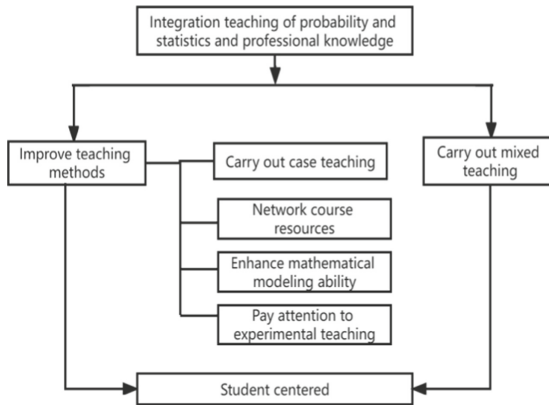 Integration teaching of probability and
statistics and professional knowledge
Improve teaching
methods
Carry out case teaching
Carry out mixed
teaching
Network course
resources
Enhance mathematical
modeling ability
Pay attention to
experimental teaching
Student centered